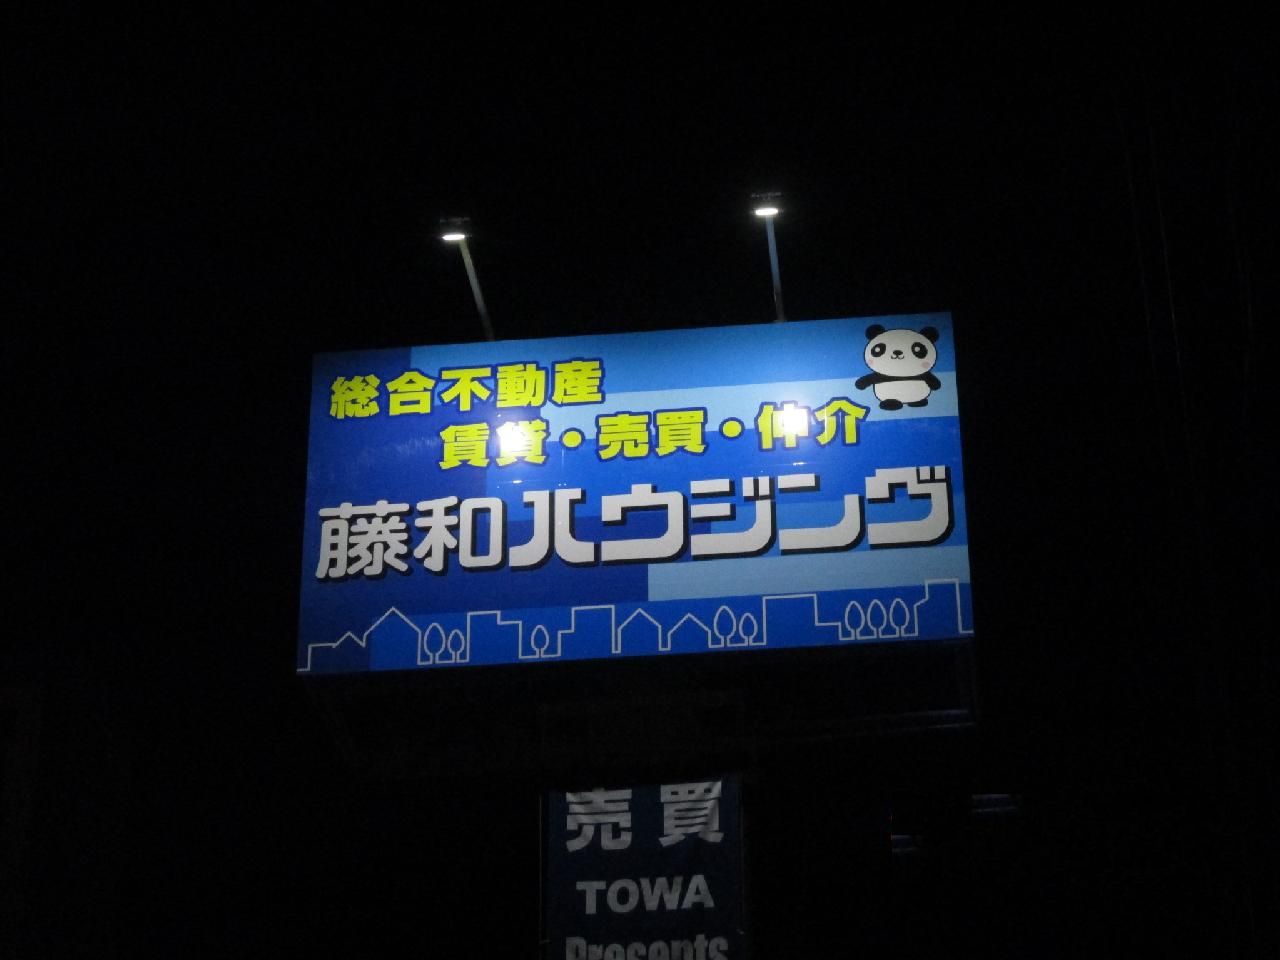 総合不動産
賃貸・売買・仲介
藤和ハウジング
売買
TOWA
Presents